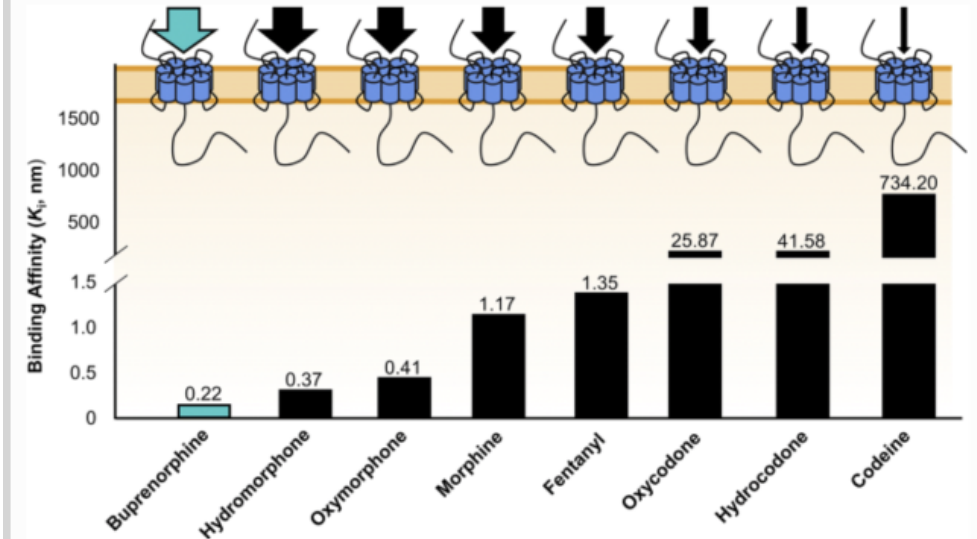 1500
1000
734.20
500
25.87
41.58
Binding Affinity (Ki, nm)
1.5
1.35
1.17
1.0
0.5
0.41
0.37
0.22
0
Buprenorphine
Hydromorphone
Oxymorphone
Morphine
Fentanyl
Oxycodone
Hydrocodone
Codeine